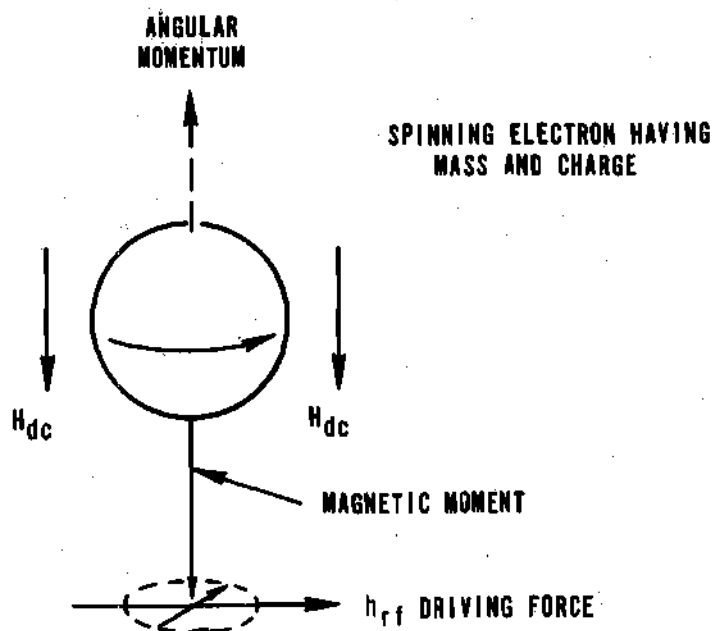 ANGULAR
MOMENTUM
SPINNING ELECTRON HAVING
MASS AND CHARGE
Hdc
Hdc
MAGNETIC MOMENT
hrf DRIVING FORCE